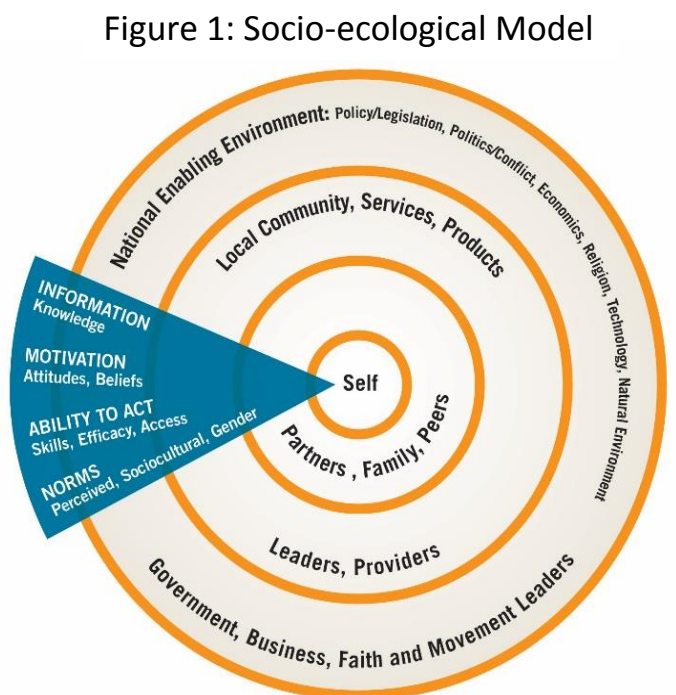 Figure 1: Socio-ecological Model
National Enabling Environment: Policy/Legislation, Politics/Conflict, Economics, Religion, Technology, Natural Environment
Local Community, Services, Products
INFORMATION
Knowledge
MOTIVATION
Attitudes, Beliefs
ABILITY TO ACT
Skills, Efficacy, Access
NORMS
Perceived, Sociocultural, Gender
Self
Partners , Family, Peers
Leaders, Providers
Government, Business, Faith and Movement Leaders